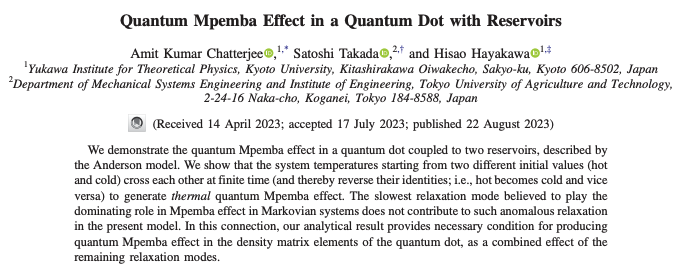 Quantum Mpemba Effect in a Quantum Dot with Reservoirs
Amit Kumar Chatterjee,¹,* Satoshi Takada,²,† and Hisao Hayakawa¹,‡
¹Yukawa Institute for Theoretical Physics, Kyoto University, Kitashirakawa Oiwakecho, Sakyo-ku, Kyoto 606-8502, Japan
²Department of Mechanical Systems Engineering and Institute of Engineering, Tokyo University of Agriculture and Technology,
2-24-16 Naka-cho, Koganei, Tokyo 184-8588, Japan
(Received 14 April 2023; accepted 17 July 2023; published 22 August 2023)
We demonstrate the quantum Mpemba effect in a quantum dot coupled to two reservoirs, described by
the Anderson model. We show that the system temperatures starting from two different initial values (hot
and cold) cross each other at finite time (and thereby reverse their identities; i.e., hot becomes cold and vice
versa) to generate thermal quantum Mpemba effect. The slowest relaxation mode believed to play the
dominating role in Mpemba effect in Markovian systems does not contribute to such anomalous relaxation
in the present model. In this connection, our analytical result provides necessary condition for producing
quantum Mpemba effect in the density matrix elements of the quantum dot, as a combined effect of the
remaining relaxation modes.